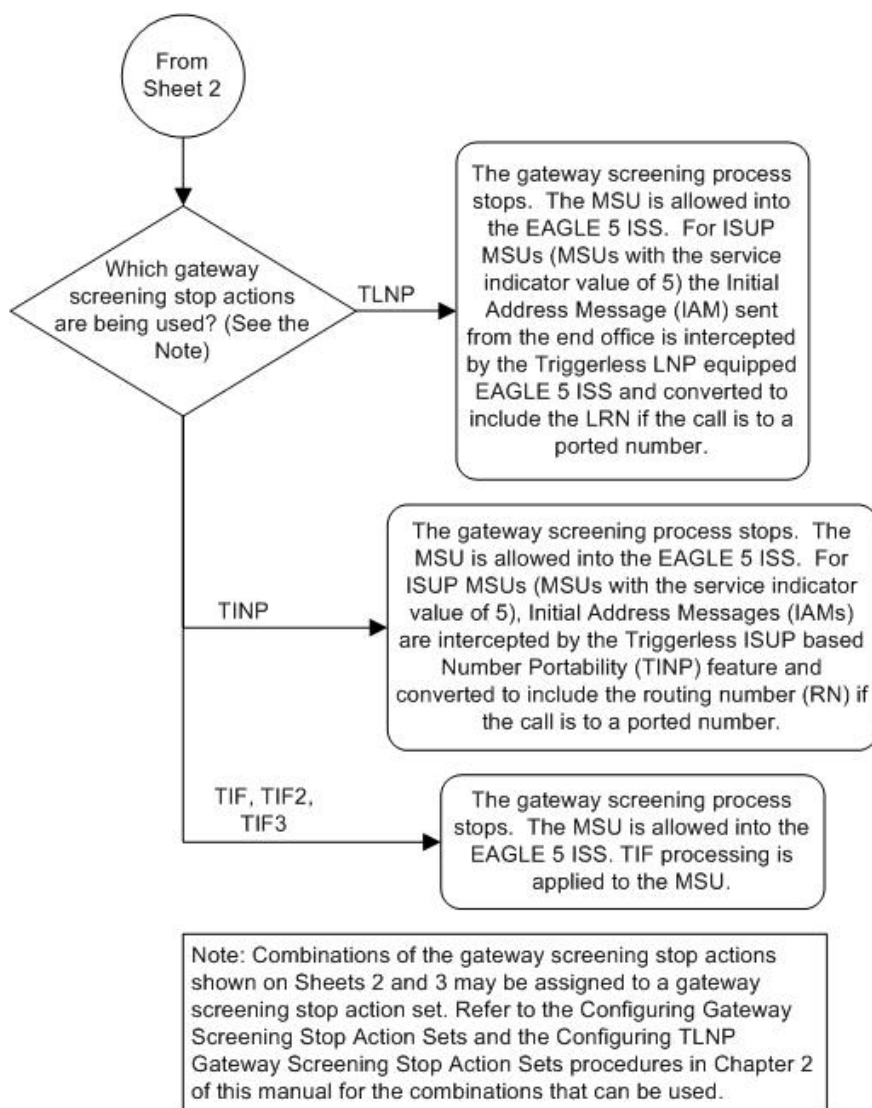 From
Sheet 2
Which gateway
screening stop actions
are being used? (See the
Note)
TLNP
The gateway screening process
stops. The MSU is allowed into
the EAGLE 5 ISS. For ISUP
MSUs (MSUs with the service
indicator value of 5) the Initial
Address Message (IAM) sent
from the end office is intercepted
by the Triggerless LNP equipped
EAGLE 5 ISS and converted to
include the LRN if the call is to a
ported number.
TINP
The gateway screening process stops. The
MSU is allowed into the EAGLE 5 ISS. For
ISUP MSUs (MSUs with the service indicator
value of 5), Initial Address Messages (IAMs)
are intercepted by the Triggerless ISUP based
Number Portability (TINP) feature and
converted to include the routing number (RN) if
the call is to a ported number.
TIF, TIF2,
TIF3
The gateway screening process
stops. The MSU is allowed into the
EAGLE 5 ISS. TIF processing is
applied to the MSU.
Note: Combinations of the gateway screening stop actions
shown on Sheets 2 and 3 may be assigned to a gateway
screening stop action set. Refer to the Configuring Gateway
Screening Stop Action Sets and the Configuring TLNP
Gateway Screening Stop Action Sets procedures in Chapter 2
of this manual for the combinations that can be used.